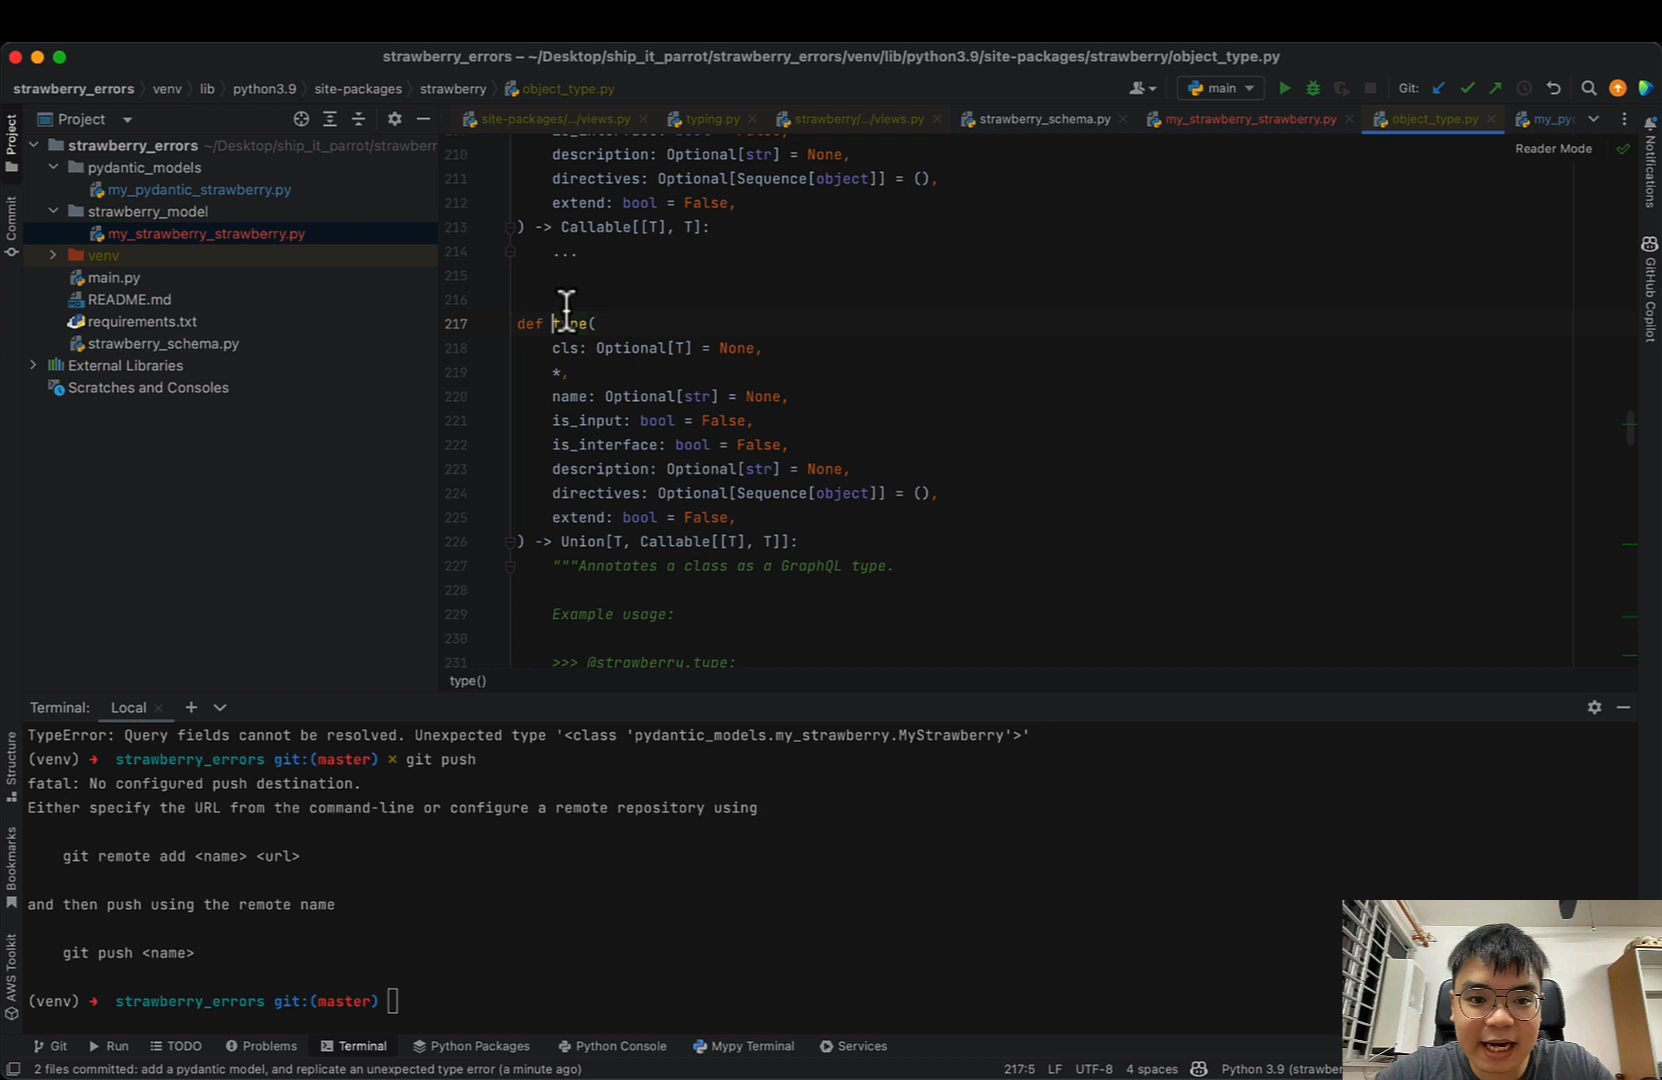 strawberry_errors – ~/Desktop/ship_it_parrot/strawberry_errors/venv/lib/python3.9/site-packages/strawberry/object_type.py
strawberry_errors venv lib python3.9 site-packages strawberry object_type.py main Git:
Project
site-packages/.../views.py typing.py strawberry/.../views.py strawberry_schema.py my_strawberry_strawberry.py object_type.py my_py
Reader Mode
strawberry_errors ~/Desktop/ship_it_parrot/strawberr
pydantic_models
my_pydantic_strawberry.py
strawberry_model
my_strawberry_strawberry.py
venv
main.py
README.md
requirements.txt
strawberry_schema.py
External Libraries
Scratches and Consoles
Project
Commit
Structure
Bookmarks
AWS Toolkit
Notifications
GitHub Copilot
210 description: Optional[str] = None,
211 directives: Optional[Sequence[object]] = (),
212 extend: bool = False,
213 ) -> Callable[[T], T]:
214 ...
215
216
217 def type(
218 cls: Optional[T] = None,
219 *,
220 name: Optional[str] = None,
221 is_input: bool = False,
222 is_interface: bool = False,
223 description: Optional[str] = None,
224 directives: Optional[Sequence[object]] = (),
225 extend: bool = False,
226 ) -> Union[T, Callable[[T], T]]:
227 """Annotates a class as a GraphQL type.
228
229 Example usage:
230
231 >>> @strawberry.type:
type()
Terminal: Local
TypeError: Query fields cannot be resolved. Unexpected type '<class 'pydantic_models.my_strawberry.MyStrawberry'>'
(venv) ➜ strawberry_errors git:(master) ✗ git push
fatal: No configured push destination.
Either specify the URL from the command-line or configure a remote repository using
git remote add <name> <url>
and then push using the remote name
git push <name>
(venv) ➜ strawberry_errors git:(master)
Git Run TODO Problems Terminal Python Packages Python Console Mypy Terminal Services
2 files committed: add a pydantic model, and replicate an unexpected type error (a minute ago) 217:5 LF UTF-8 4 spaces Python 3.9 (strawber